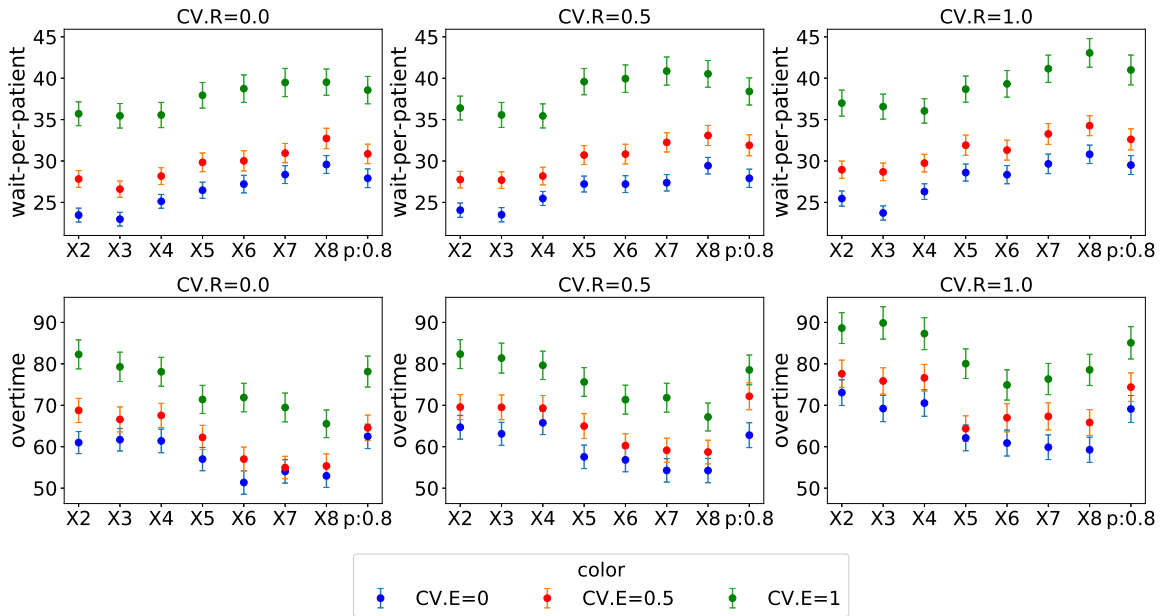 CV.R=0.0
CV.R=0.5
CV.R=1.0
wait-per-patient
45
40
35
30
25
X2 X3 X4 X5 X6 X7 X8 p:0.8
wait-per-patient
45
40
35
30
25
X2 X3 X4 X5 X6 X7 X8 p:0.8
wait-per-patient
45
40
35
30
25
X2 X3 X4 X5 X6 X7 X8 p:0.8
CV.R=0.0
CV.R=0.5
CV.R=1.0
overtime
90
80
70
60
50
X2 X3 X4 X5 X6 X7 X8 p:0.8
overtime
90
80
70
60
50
X2 X3 X4 X5 X6 X7 X8 p:0.8
overtime
90
80
70
60
50
X2 X3 X4 X5 X6 X7 X8 p:0.8
color
CV.E=0 CV.E=0.5 CV.E=1